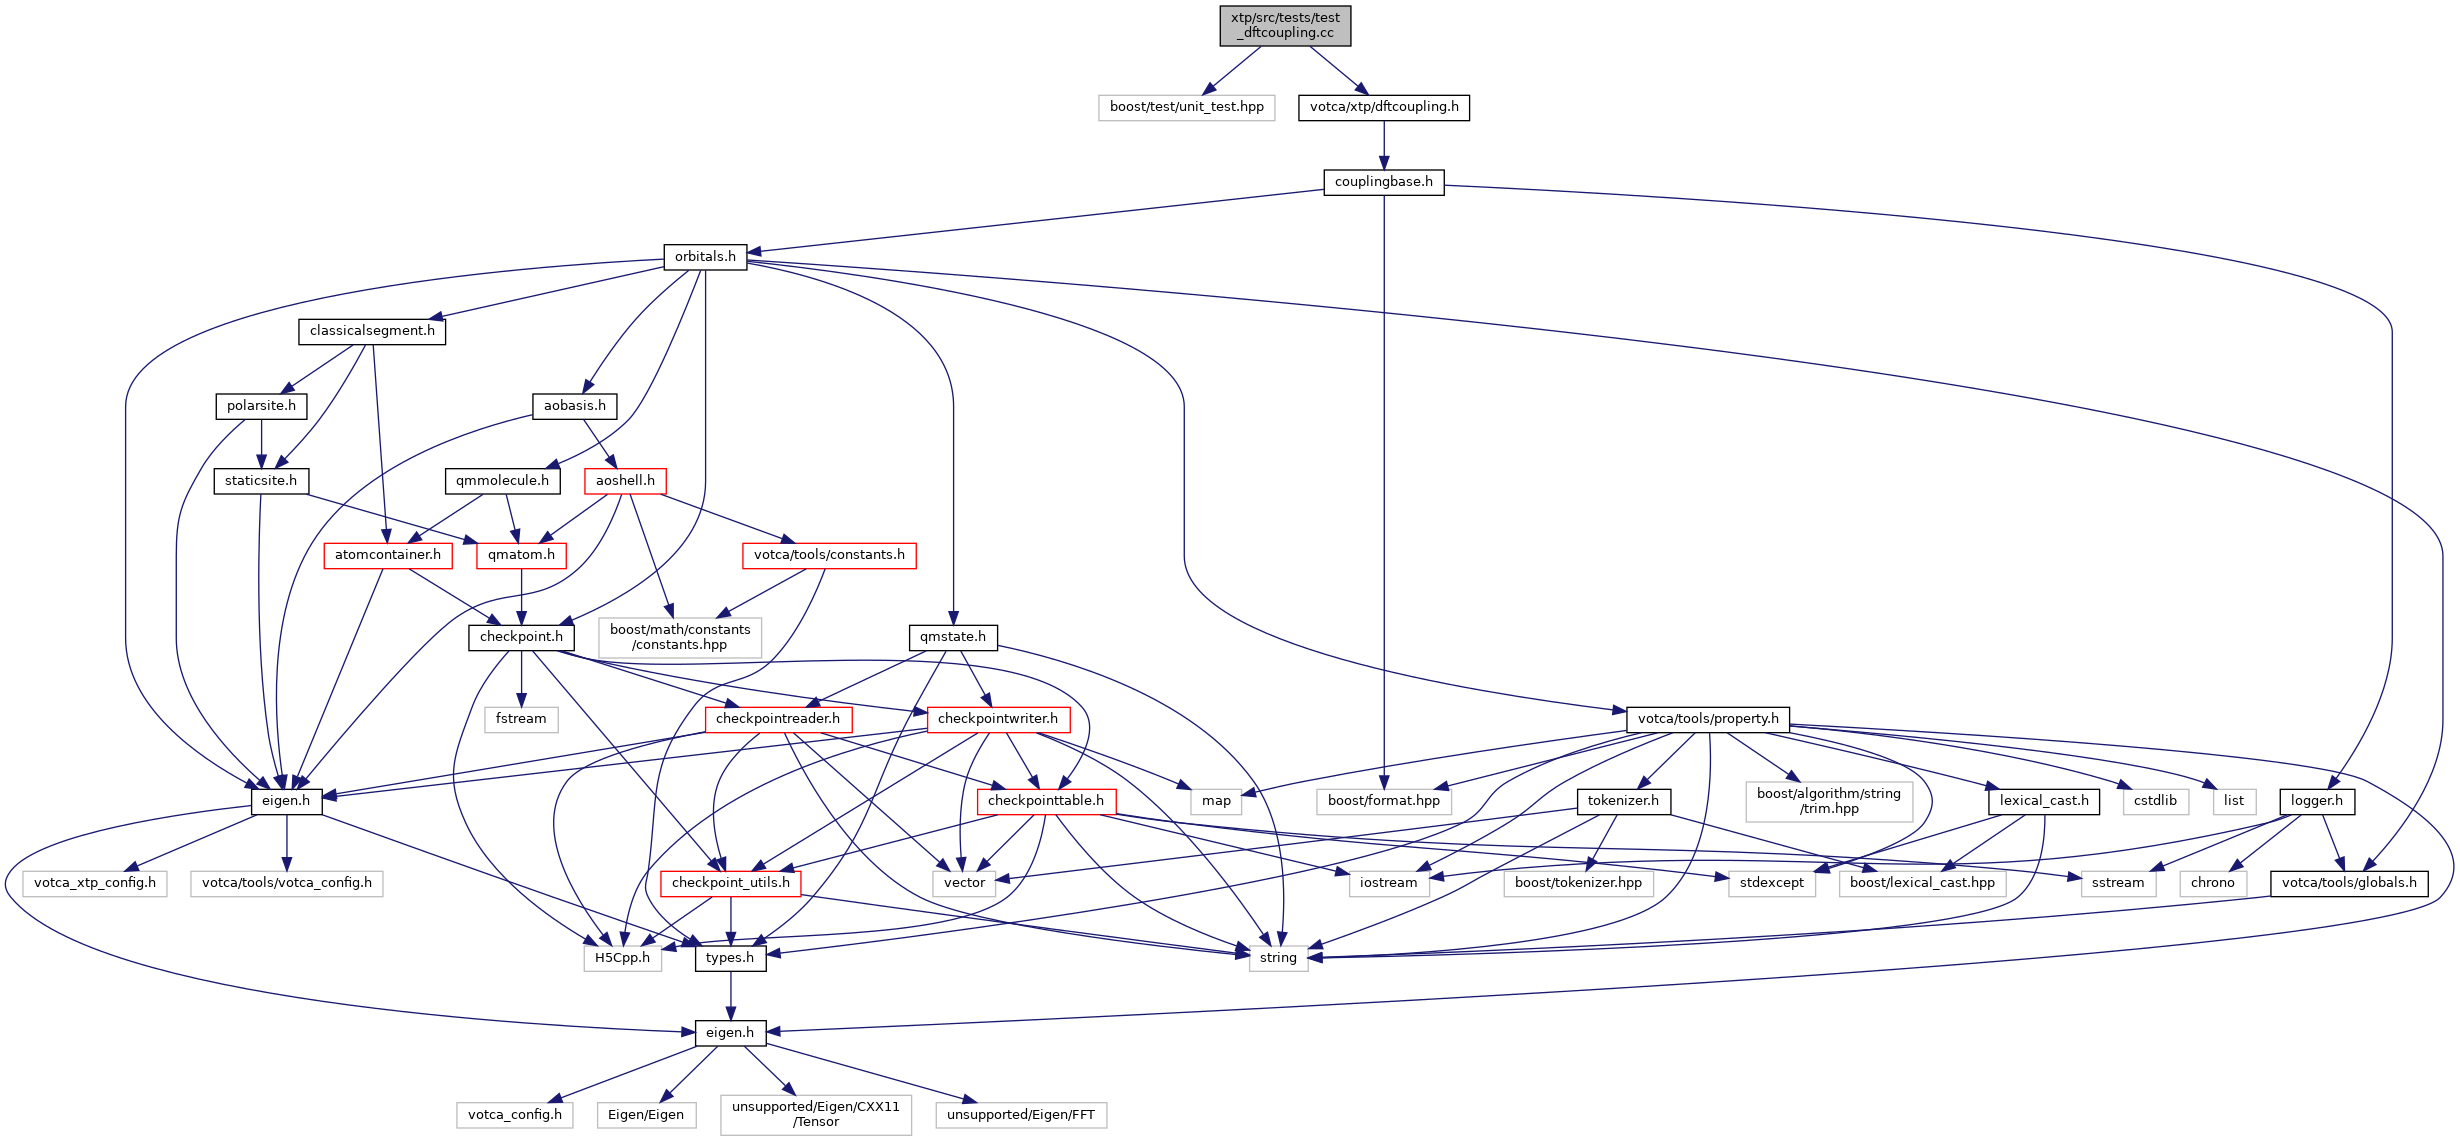 xtp/src/tests/test
_dftcoupling.cc
boost/test/unit_test.hpp
votca/xtp/dftcoupling.h
couplingbase.h
orbitals.h
classicalsegment.h
polarsite.h
aobasis.h
staticsite.h
qmmolecule.h
aoshell.h
atomcontainer.h
qmatom.h
votca/tools/constants.h
checkpoint.h
boost/math/constants
/constants.hpp
qmstate.h
fstream
checkpointreader.h
checkpointwriter.h
votca/tools/property.h
eigen.h
checkpointtable.h
map
boost/format.hpp
tokenizer.h
boost/algorithm/string
/trim.hpp
lexical_cast.h
cstdlib
list
logger.h
votca_xtp_config.h
votca/tools/votca_config.h
checkpoint_utils.h
vector
iostream
boost/tokenizer.hpp
stdexcept
boost/lexical_cast.hpp
sstream
chrono
votca/tools/globals.h
H5Cpp.h
types.h
string
eigen.h
votca_config.h
Eigen/Eigen
unsupported/Eigen/CXX11
/Tensor
unsupported/Eigen/FFT